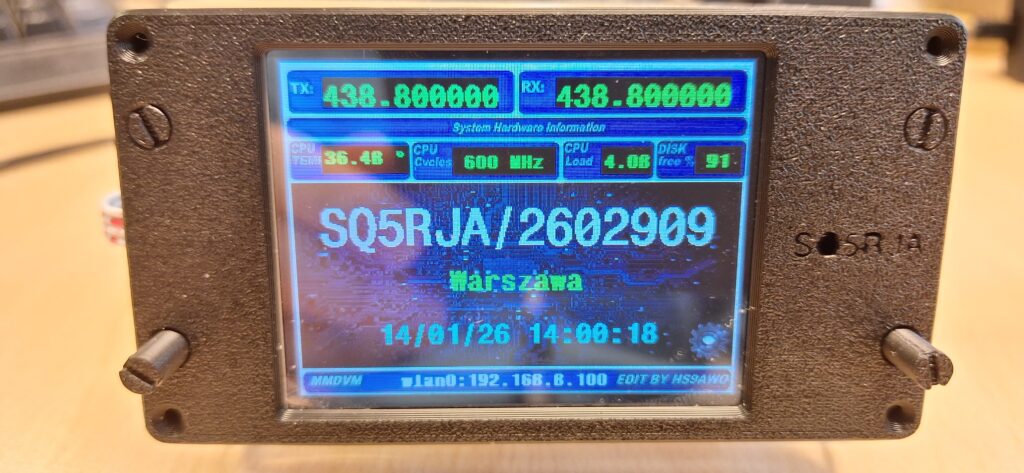 TX: 438.800000 RX: 438.800000
System Hardware Information
CPU TEMP 36.48 ° CPU Cycles 600 MHz CPU Load 4.08 DISK free % 91
SQ5RJA/2602909
SQ5RJA
Warszawa
14/01/26 14:00:18
MMDVM wlan0:192.168.8.100 EDIT BY HS9AWO